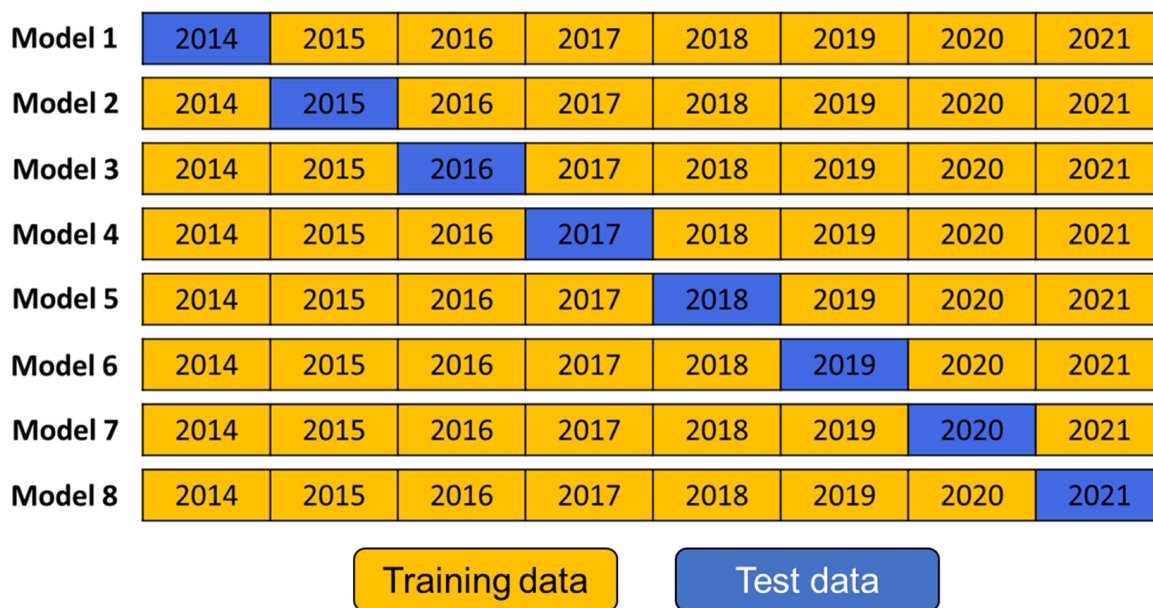 Model 1 2014 2015 2016 2017 2018 2019 2020 2021
Model 2 2014 2015 2016 2017 2018 2019 2020 2021
Model 3 2014 2015 2016 2017 2018 2019 2020 2021
Model 4 2014 2015 2016 2017 2018 2019 2020 2021
Model 5 2014 2015 2016 2017 2018 2019 2020 2021
Model 6 2014 2015 2016 2017 2018 2019 2020 2021
Model 7 2014 2015 2016 2017 2018 2019 2020 2021
Model 8 2014 2015 2016 2017 2018 2019 2020 2021
Training data Test data